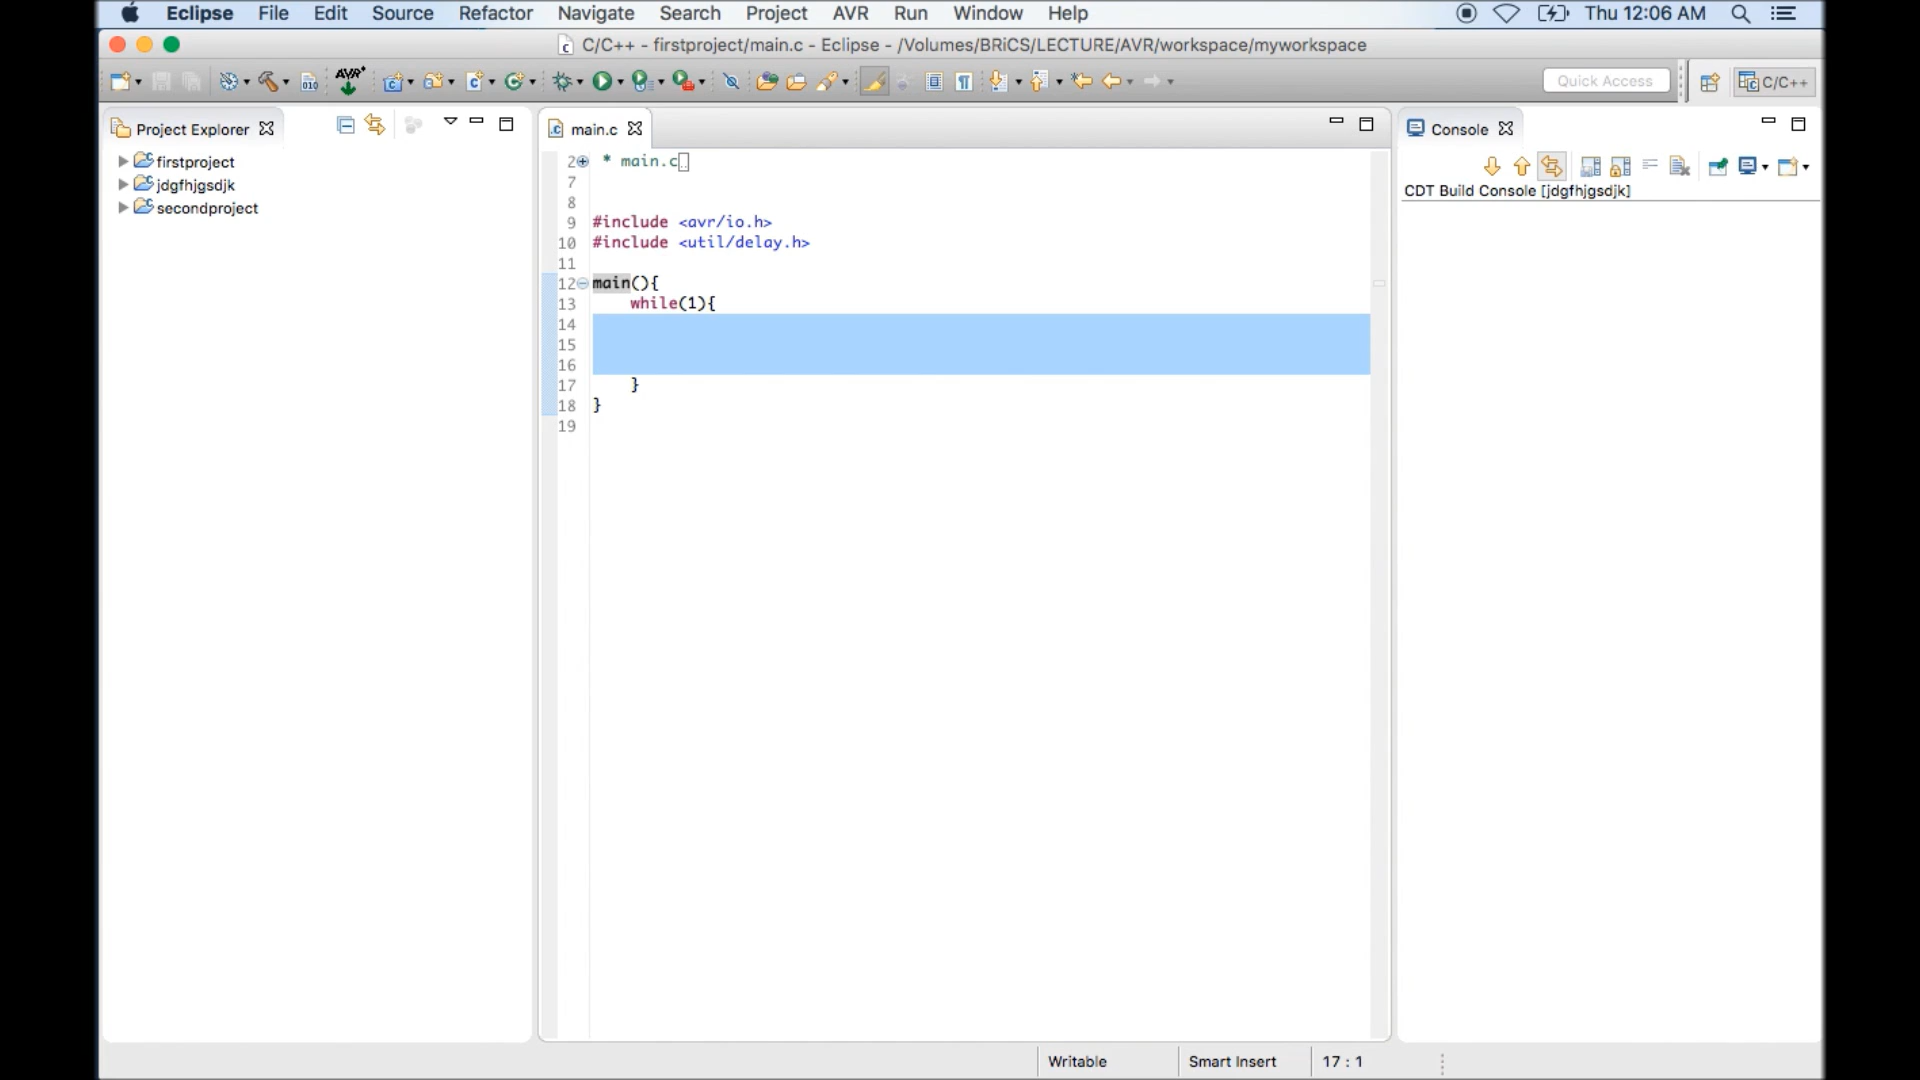 Eclipse File Edit Source Refactor Navigate Search Project AVR Run Window Help Thu 12:06 AM
C/C++ - firstproject/main.c - Eclipse - /Volumes/BRiCS/LECTURE/AVR/workspace/myworkspace
AVR Quick Access C/C++
Project Explorer
firstproject
jdgfhjgsdjk
secondproject
main.c
2 * main.c
7
8
9 #include <avr/io.h>
10 #include <util/delay.h>
11
12 main(){
13 while(1){
14
15
16
17 }
18 }
19
Console
CDT Build Console [jdgfhjgsdjk]
Writable Smart Insert 17 : 1